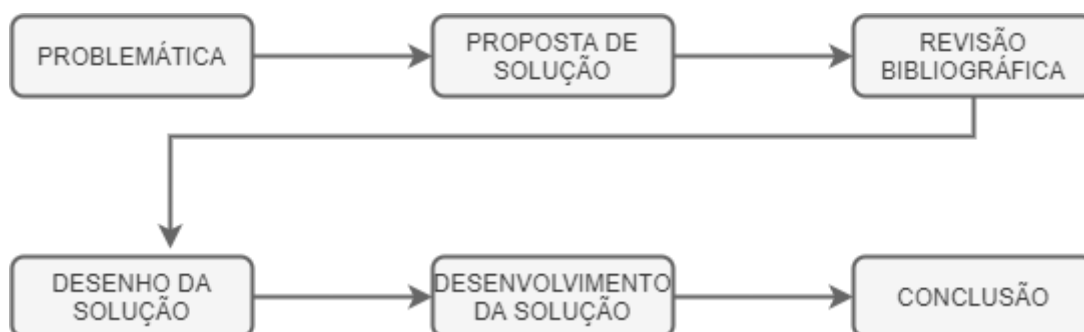 PROBLEMÁTICA
PROPOSTA DE
SOLUÇÃO
REVISÃO
BIBLIOGRÁFICA
DESENHO DA
SOLUÇÃO
DESENVOLVIMENTO
DA SOLUÇÃO
CONCLUSÃO